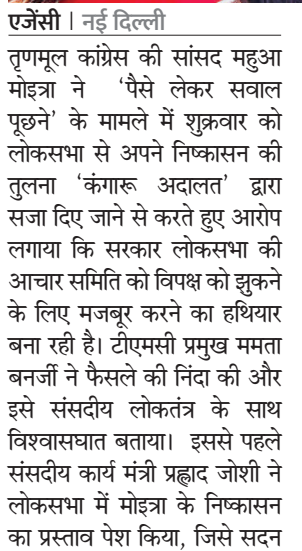 एजेंसी | नई दिल्ली
तृणमूल कांग्रेस की सांसद महुआ
मोइत्रा ने ‘पैसे लेकर सवाल
पूछने’ के मामले में शुक्रवार को
लोकसभा से अपने निष्कासन की
तुलना ‘कंगारू अदालत’ द्वारा
सजा दिए जाने से करते हुए आरोप
लगाया कि सरकार लोकसभा की
आचार समिति को विपक्ष को झुकने
के लिए मजबूर करने का हथियार
बना रही है। टीएमसी प्रमुख ममता
बनर्जी ने फैसले की निंदा की और
इसे संसदीय लोकतंत्र के साथ
विश्वासघात बताया। इससे पहले
संसदीय कार्य मंत्री प्रह्लाद जोशी ने
लोकसभा में मोइत्रा के निष्कासन
का प्रस्ताव पेश किया, जिसे सदन